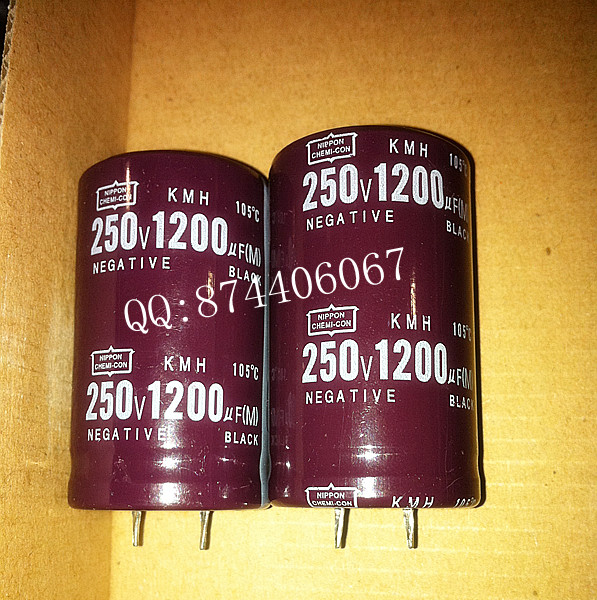 NIPPON
CHEMI-CON
KMH
105°C
250V1200µF(M)
NEGATIVE
BLACK
NIPPON
CHEMI-CON
KMH
105°C
250V1200µF(M)
NEGATIVE
BLACK
NIPPON
CHEMI-CON
KMH
105°C
250V1200µF(M)
NEGATIVE
BLACK
NIPPON
CHEMI-CON
KMH
105°C
250V1200µF(M)
NEGATIVE
BLACK
NIPPON
CHEMI-CON
KMH
105°C
QQ:874406067